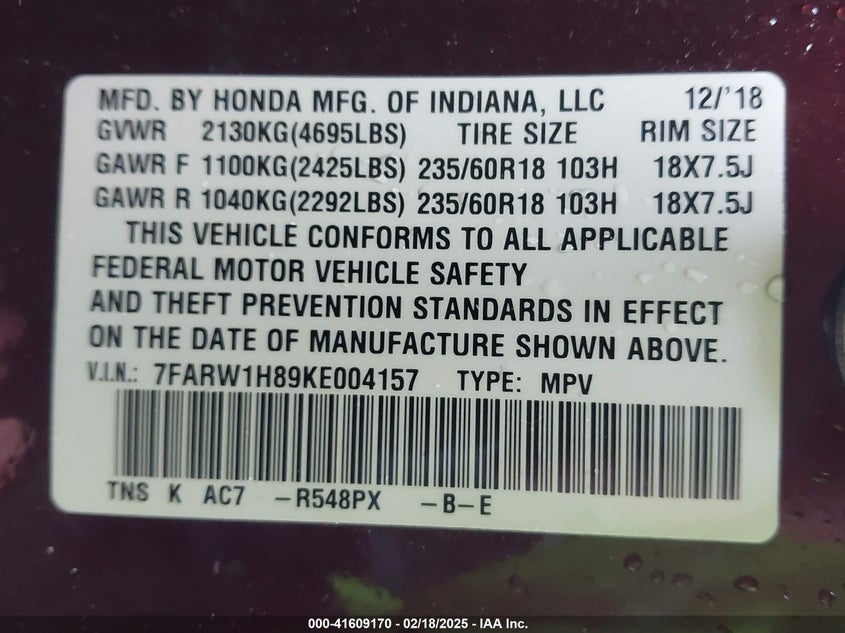 MFD. BY HONDA MFG. OF INDIANA, LLC 12/'18
GVWR 2130KG(4695LBS) TIRE SIZE RIM SIZE
GAWR F 1100KG(2425LBS) 235/60R18 103H 18X7.5J
GAWR R 1040KG(2292LBS) 235/60R18 103H 18X7.5J
THIS VEHICLE CONFORMS TO ALL APPLICABLE
FEDERAL MOTOR VEHICLE SAFETY
AND THEFT PREVENTION STANDARDS IN EFFECT
ON THE DATE OF MANUFACTURE SHOWN ABOVE.
V.I.N.: 7FARW1H89KE004157 TYPE: MPV
TNS K AC7 -R548PX -B-E
000-41609170 - 02/18/2025 - IAA Inc.